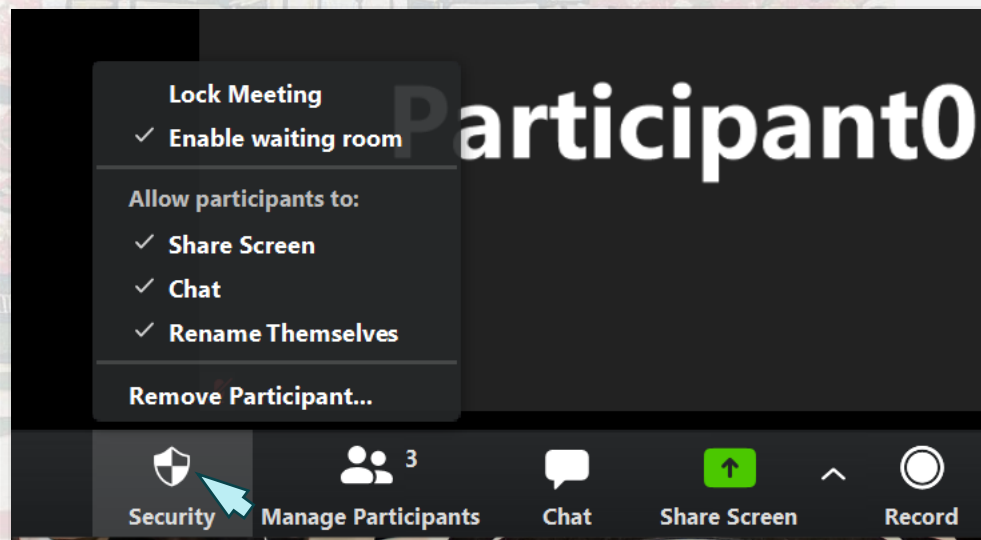 Participant0
Lock Meeting
Enable waiting room
Allow participants to:
Share Screen
Chat
Rename Themselves
Remove Participant...
3
Security
Manage Participants
Chat
Share Screen
Record